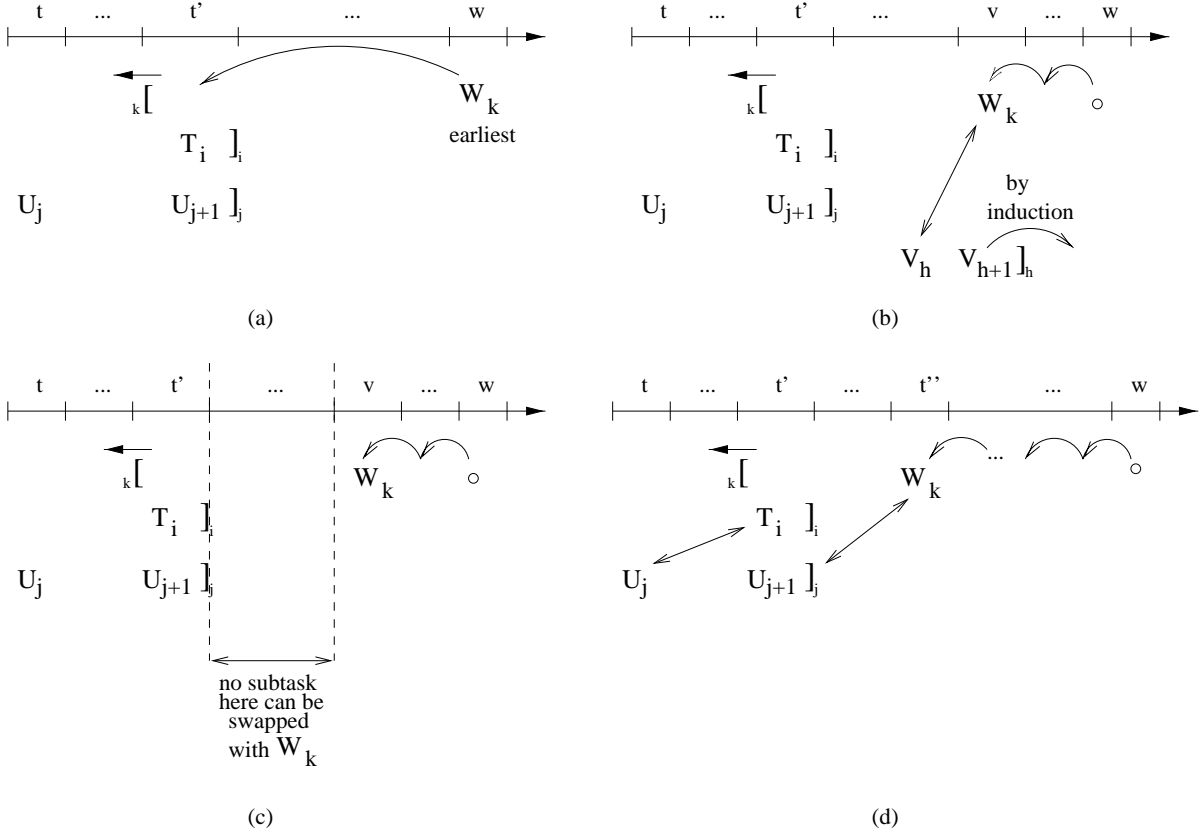 t ... t' ... w
k[ W_k
earliest
T_i ]_i
U_j U_{j+1} ]_j
(a)
t ... t' ... v ... w
k[ W_k
T_i ]_i
U_j U_{j+1} ]_j
by
induction
V_h V_{h+1} ]_h
(b)
t ... t' ... v ... w
k[ W_k
T_i ]_i
U_j U_{j+1} ]_j
no subtask
here can be
swapped
with W_k
(c)
t ... t' ... t'' ... w
k[ W_k ...
T_i ]_i
U_j U_{j+1} ]_j
(d)